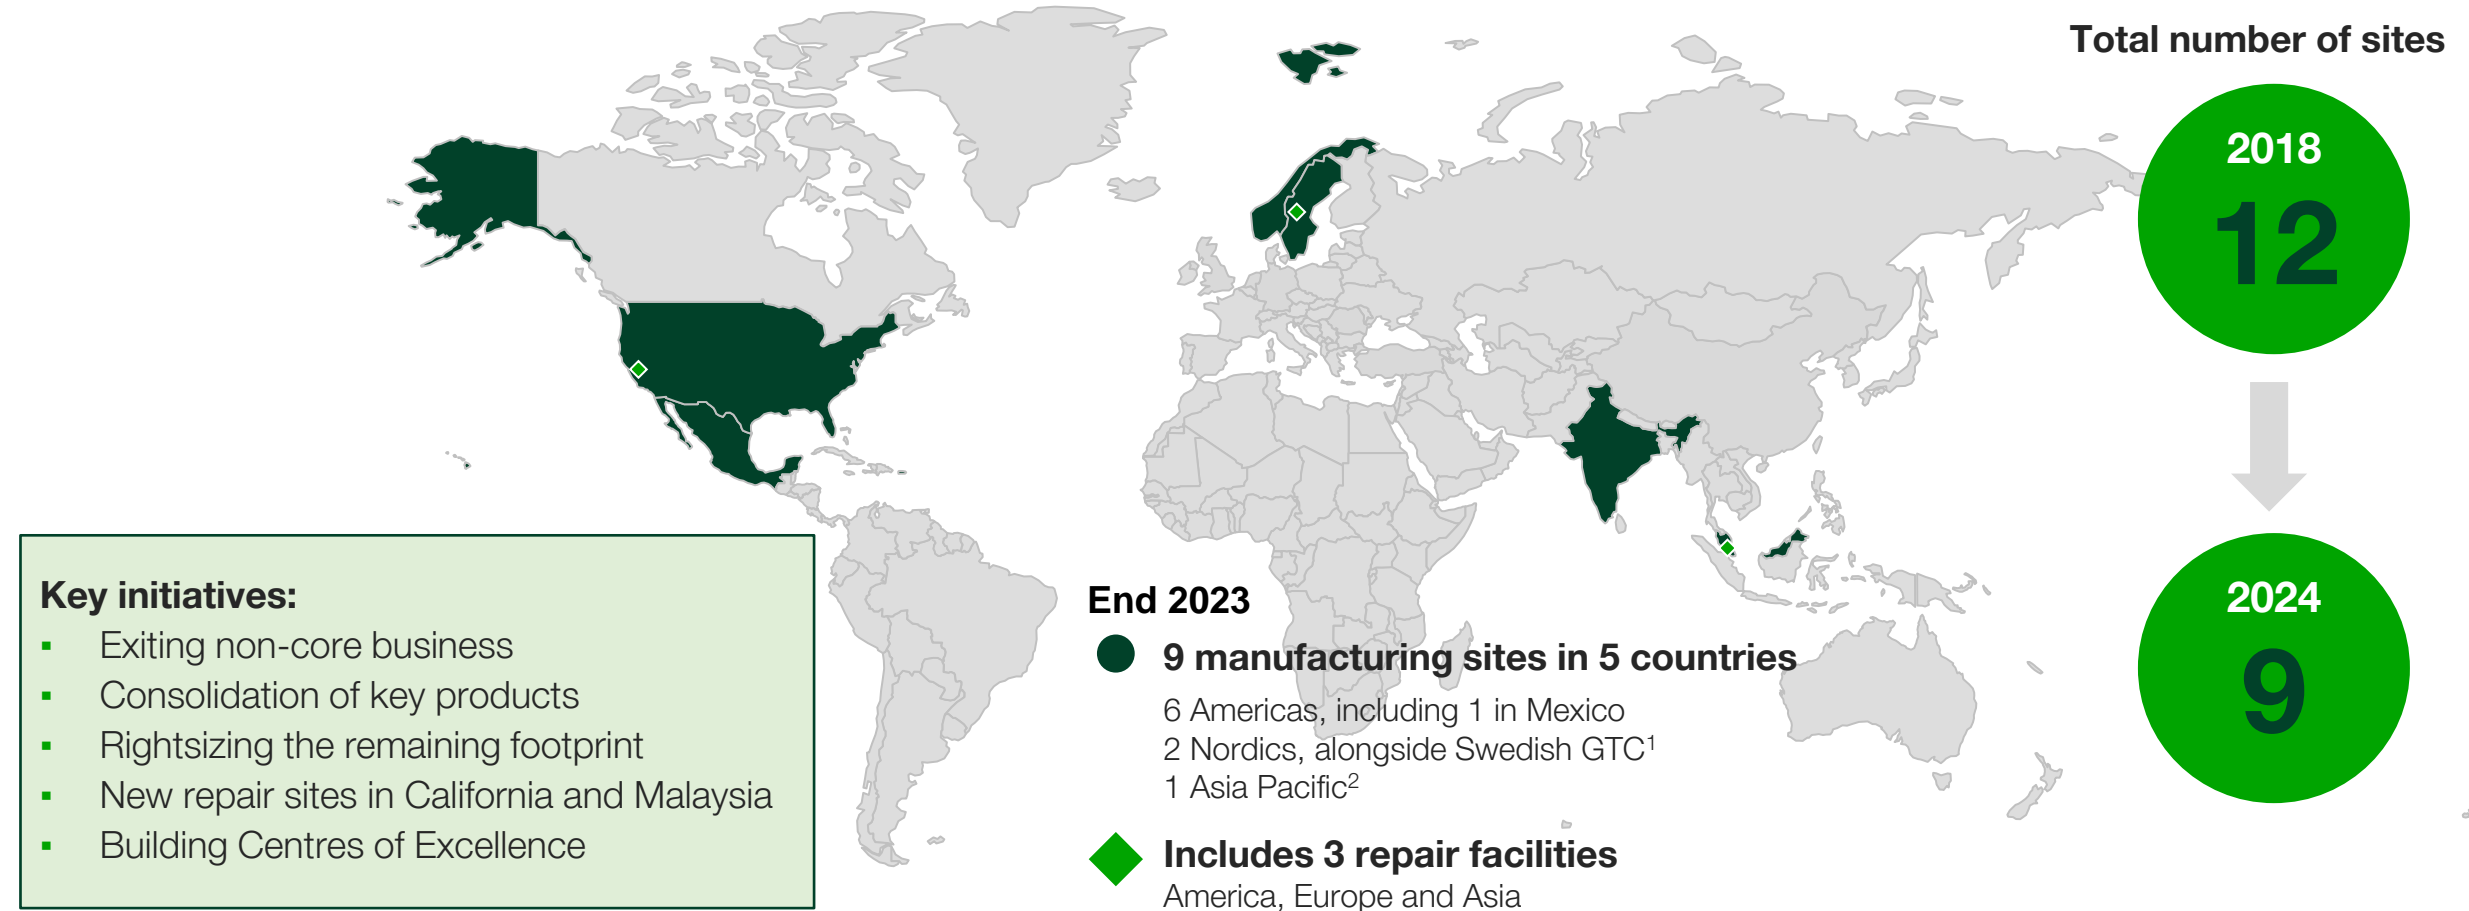 Total number of sites
2018
12
2024
9
Key initiatives:
▪ Exiting non-core business
▪ Consolidation of key products
▪ Rightsizing the remaining footprint
▪ New repair sites in California and Malaysia
▪ Building Centres of Excellence
End 2023
9 manufacturing sites in 5 countries
6 Americas, including 1 in Mexico
2 Nordics, alongside Swedish GTC¹
1 Asia Pacific²
Includes 3 repair facilities
America, Europe and Asia